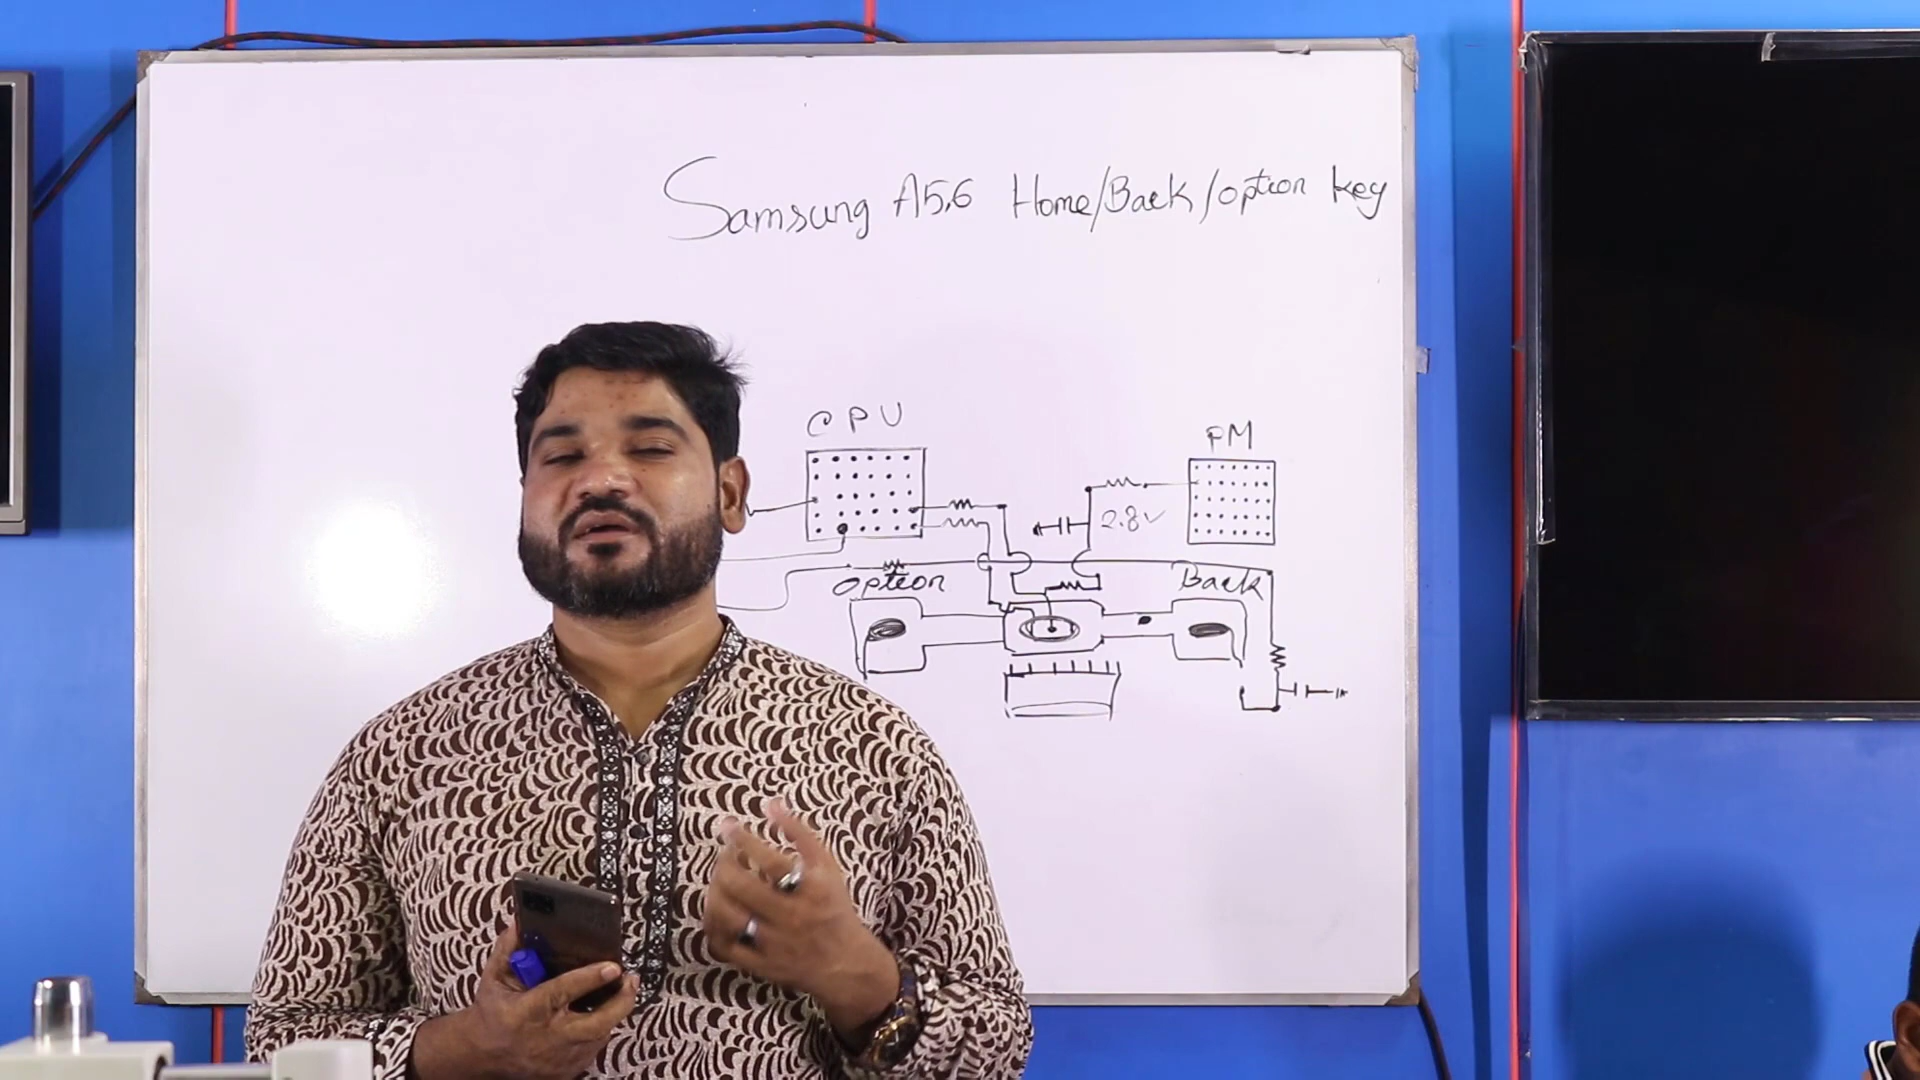 Samsung A5,6 Home/Back/option key
CPU
PM
2.8v
option
Back